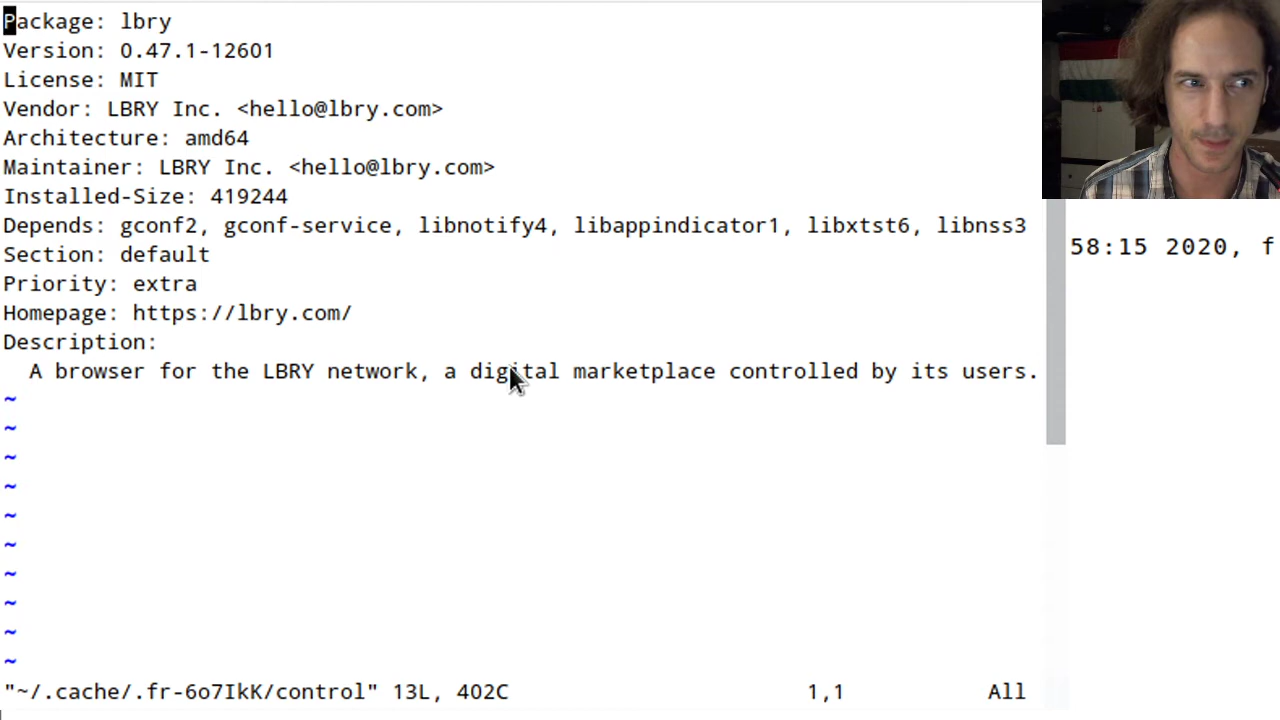 Package: lbry
Version: 0.47.1-12601
License: MIT
Vendor: LBRY Inc. <hello@lbry.com>
Architecture: amd64
Maintainer: LBRY Inc. <hello@lbry.com>
Installed-Size: 419244
Depends: gconf2, gconf-service, libnotify4, libappindicator1, libxtst6, libnss3
58:15 2020, f
Section: default
Priority: extra
Homepage: https://lbry.com/
Description:
A browser for the LBRY network, a digital marketplace controlled by its users.
~
~
~
~
~
~
~
~
~
~
"~/.cache/.fr-6o7IkK/control" 13L, 402C 1,1 All